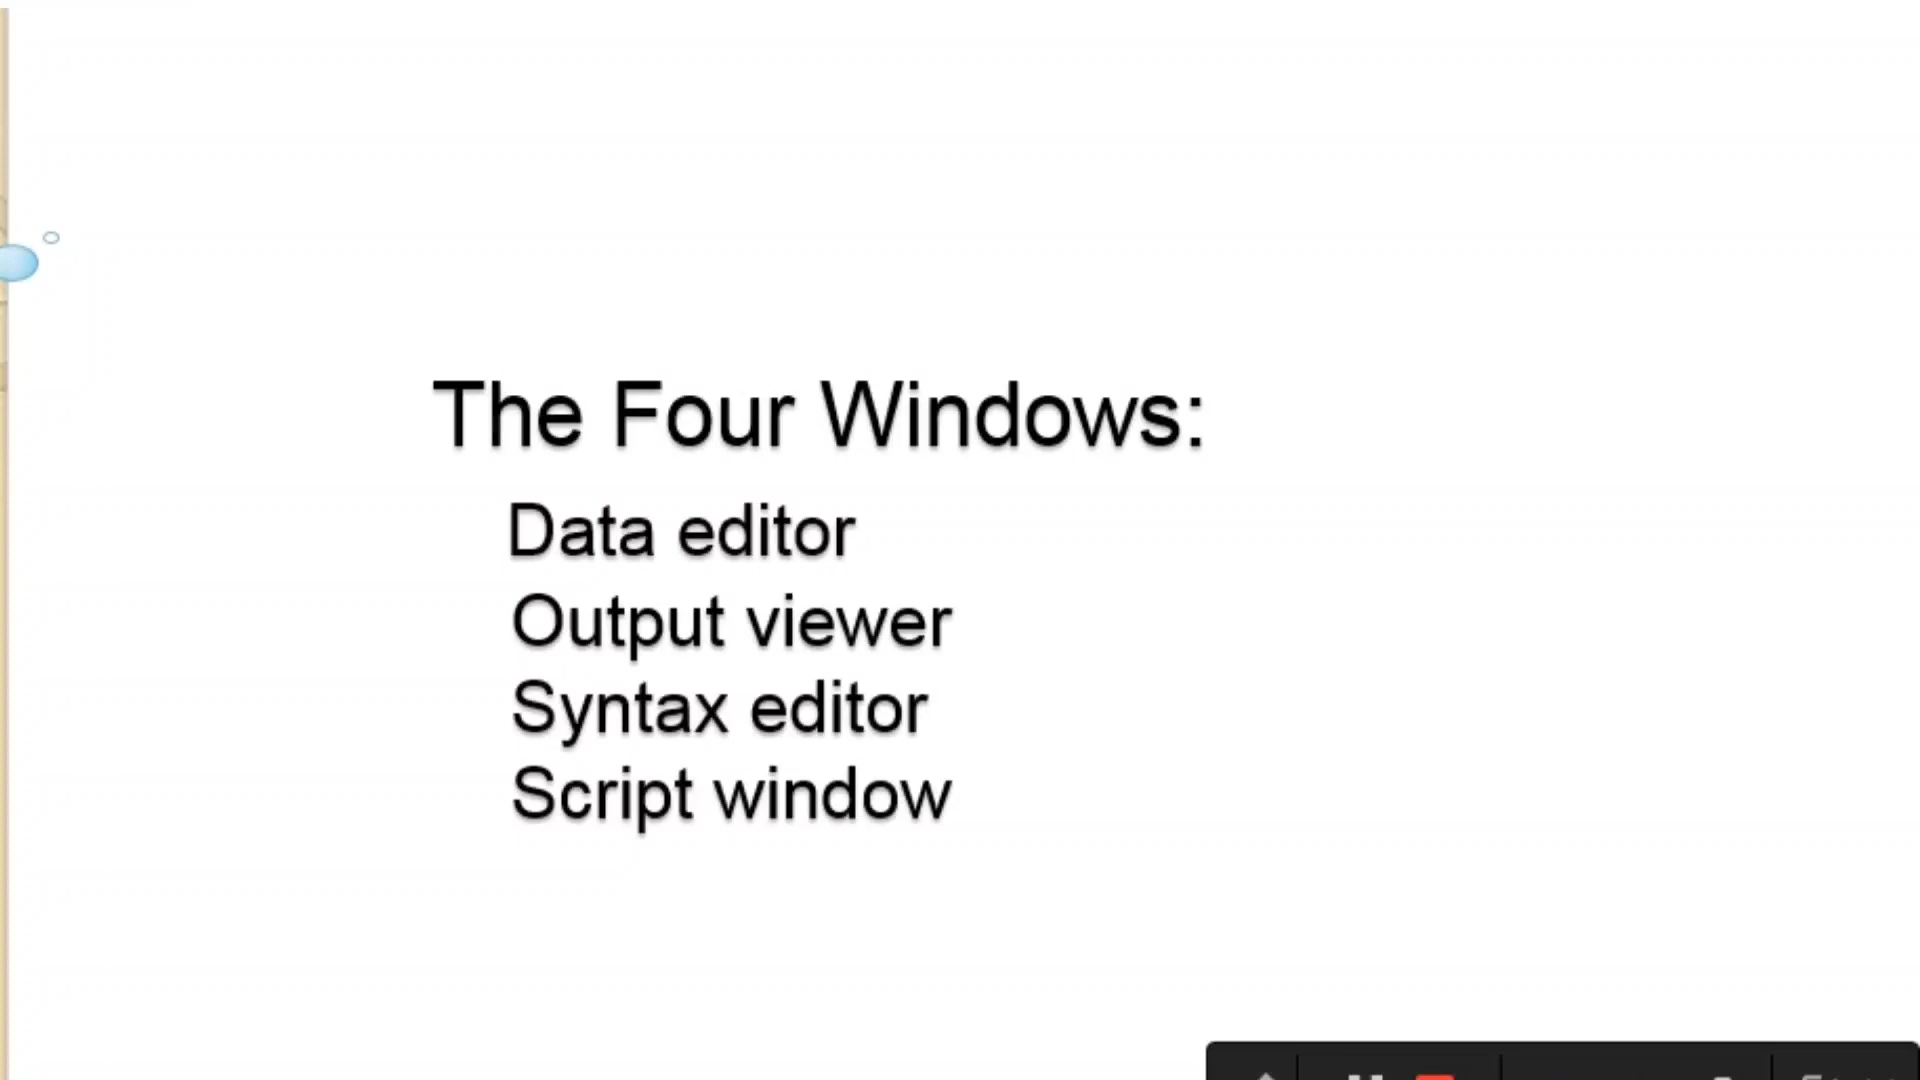 The Four Windows:
Data editor
Output viewer
Syntax editor
Script window